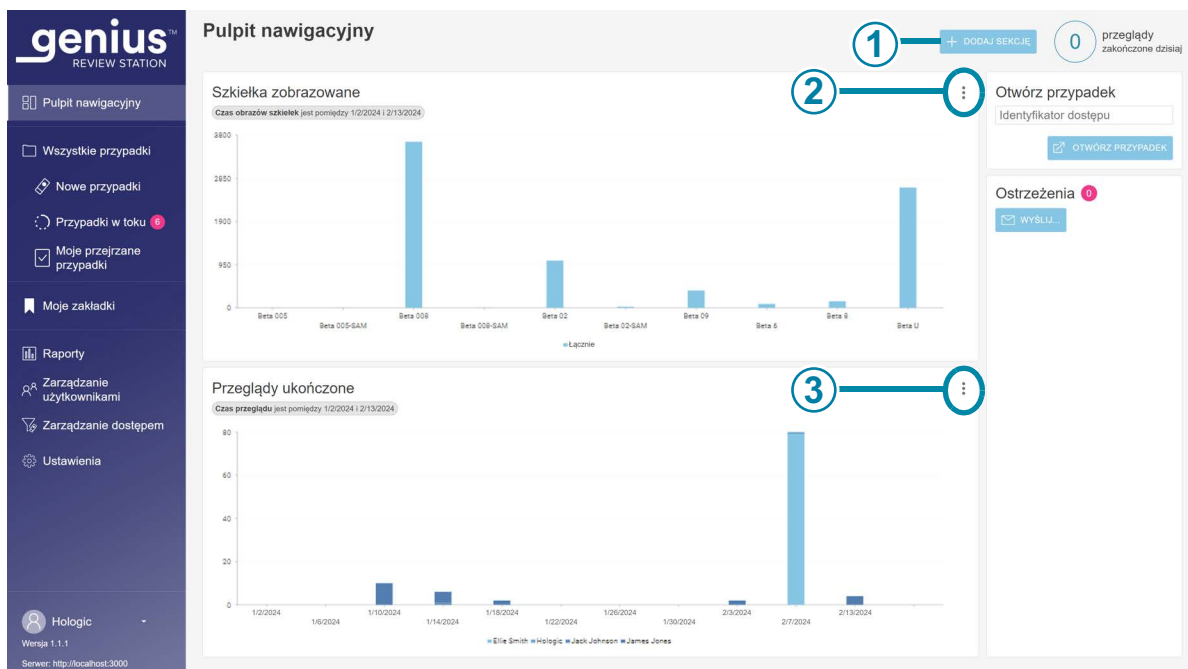 genius™
REVIEW STATION
Pulpit nawigacyjny
Wszystkie przypadki
Nowe przypadki
Przypadki w toku 6
Moje przejrzane
przypadki
Moje zakładki
Raporty
Zarządzanie
użytkownikami
Zarządzanie dostępem
Ustawienia
Hologic
Wersja 1.1.1
Serwer: http://localhost:3000
Pulpit nawigacyjny
1
+ DODAJ SEKCJĘ
0
przeglądy
zakończone dzisiaj
Szkiełka zobrazowane
2
Czas obrazów szkiełek jest pomiędzy 1/2/2024 i 2/13/2024
3800
2850
1900
950
0
Beta 005
Beta 005-SAM
Beta 008
Beta 008-SAM
Beta 02
Beta 02-SAM
Beta 09
Beta 6
Beta 8
Beta U
Łącznie
Przeglądy ukończone
3
Czas przeglądu jest pomiędzy 1/2/2024 i 2/13/2024
80
60
40
20
0
1/2/2024
1/6/2024
1/10/2024
1/14/2024
1/18/2024
1/22/2024
1/26/2024
1/30/2024
2/3/2024
2/7/2024
2/13/2024
Ellie Smith Hologic Jack Johnson James Jones
Otwórz przypadek
Identyfikator dostępu
OTWÓRZ PRZYPADEK
Ostrzeżenia 0
WYŚLIJ...